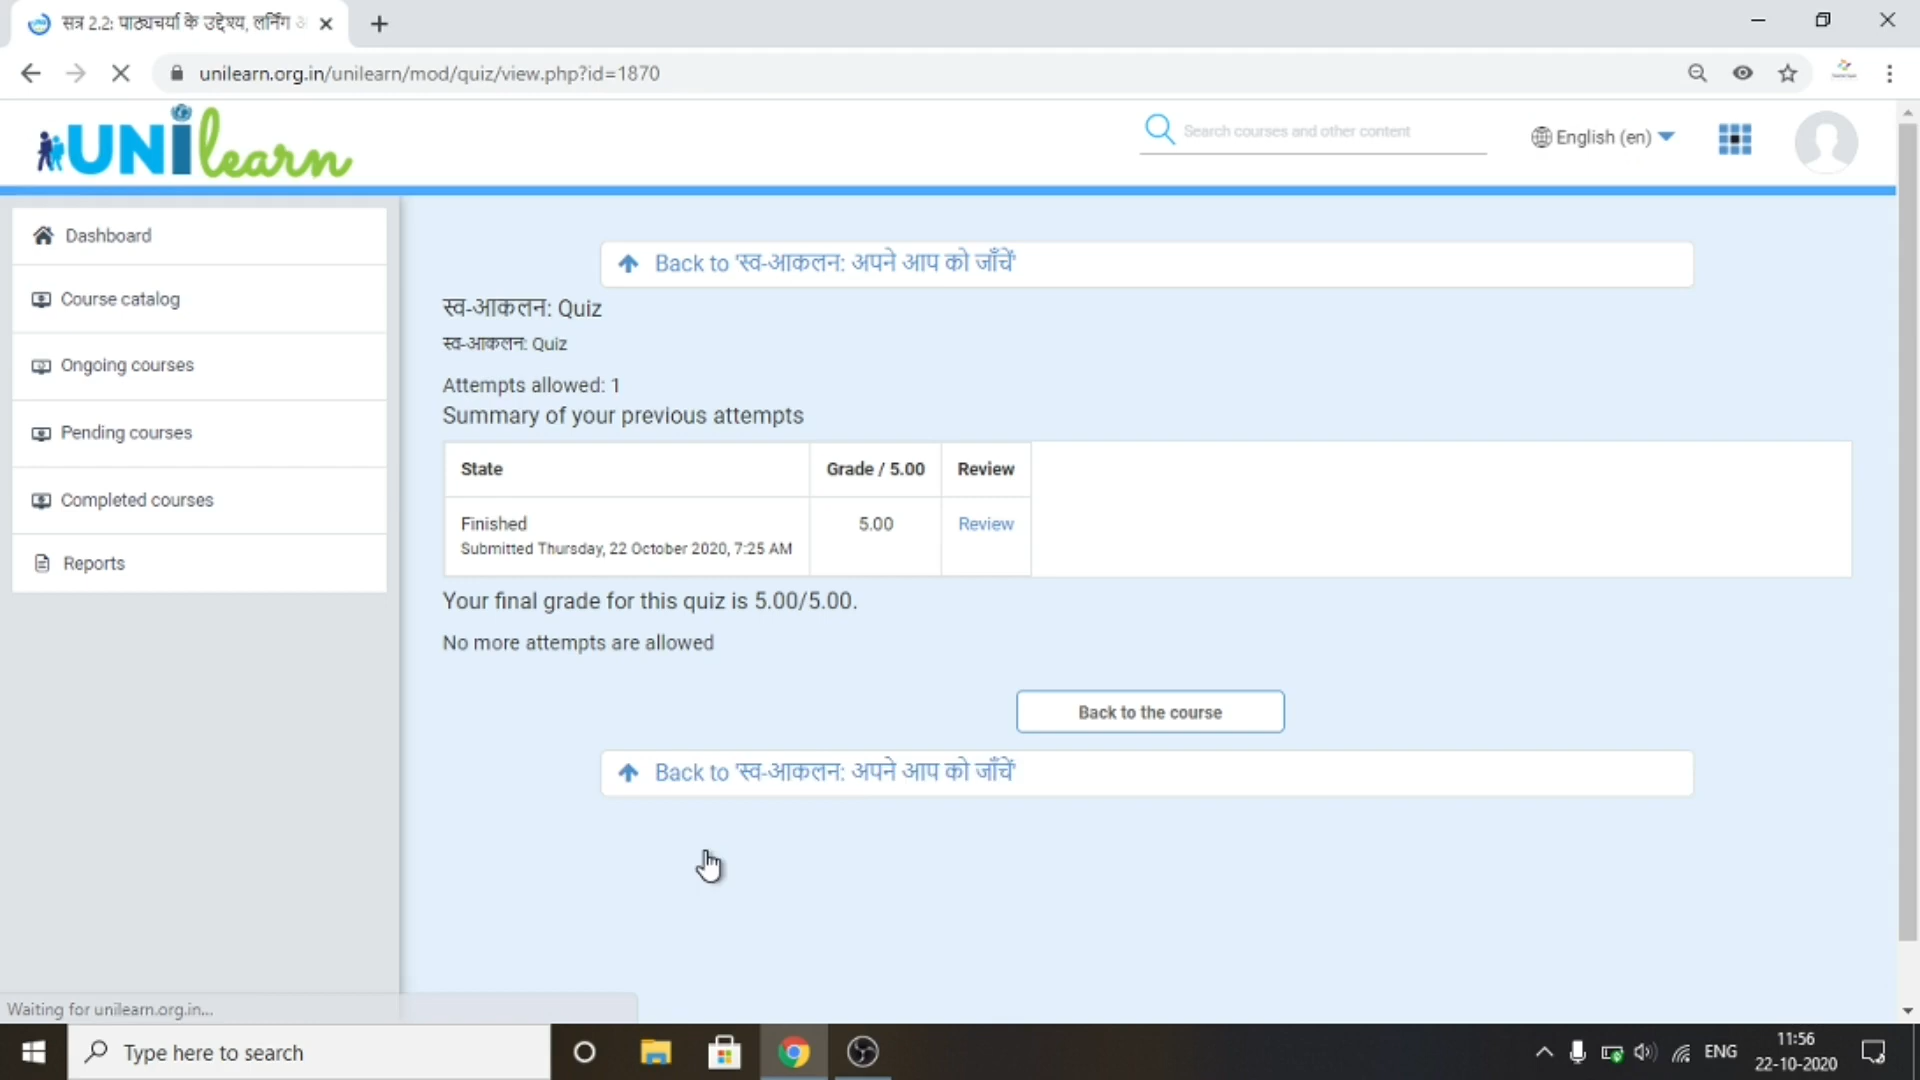 सत्र 2.2: पाठ्यचर्या के उद्देश्य, लर्निंग
unilearn.org.in/unilearn/mod/quiz/view.php?id=1870
UNilearn
Search courses and other content
English (en)
Dashboard
Course catalog
Ongoing courses
Pending courses
Completed courses
Reports
Back to 'स्व-आकलन: अपने आप को जाँचें'
स्व-आकलन: Quiz
स्व-आकलन: Quiz
Attempts allowed: 1
Summary of your previous attempts
State Grade / 5.00 Review
Finished 5.00 Review
Submitted Thursday, 22 October 2020, 7:25 AM
Your final grade for this quiz is 5.00/5.00.
No more attempts are allowed
Back to the course
Back to 'स्व-आकलन: अपने आप को जाँचें'
Waiting for unilearn.org.in...
Type here to search
ENG
11:56
22-10-2020